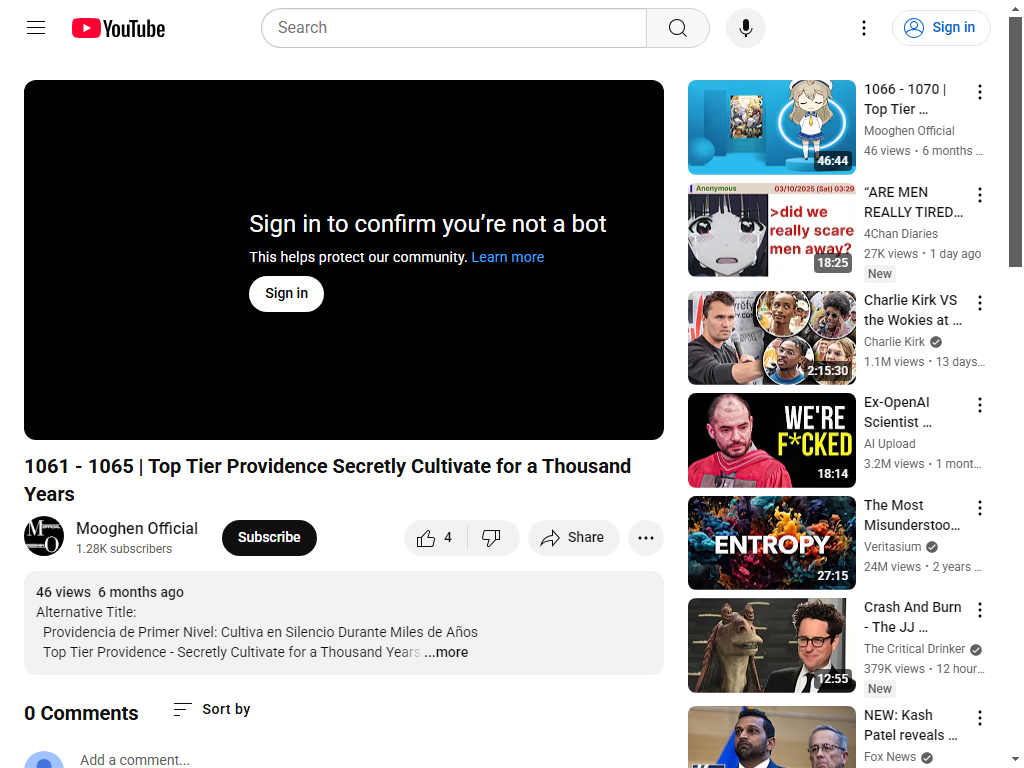 YouTube
Search
Sign in
Sign in to confirm you're not a bot
This helps protect our community. Learn more
Sign in
1061 - 1065 | Top Tier Providence Secretly Cultivate for a Thousand
Years
Mooghen Official
1.28K subscribers
Subscribe
4
Share
46 views 6 months ago
Alternative Title:
Providencia de Primer Nivel: Cultiva en Silencio Durante Miles de Años
Top Tier Providence - Secretly Cultivate for a Thousand Years ...more
0 Comments
Sort by
Add a comment...
46:44
1066 - 1070 |
Top Tier ...
Mooghen Official
46 views • 6 months ...
Anonymous 03/10/2025 (Sat) 03:29
>did we
really scare
men away?
18:25
“ARE MEN
REALLY TIRED...
4Chan Diaries
27K views • 1 day ago
New
2:15:30
Charlie Kirk VS
the Wokies at ...
Charlie Kirk
1.1M views • 13 days...
WE'RE
F*CKED
18:14
Ex-OpenAI
Scientist ...
AI Upload
3.2M views • 1 mont...
ENTROPY
27:15
The Most
Misunderstoo...
Veritasium
24M views • 2 years ...
12:55
Crash And Burn
- The JJ ...
The Critical Drinker
379K views • 12 hour...
New
NEW: Kash
Patel reveals ...
Fox News